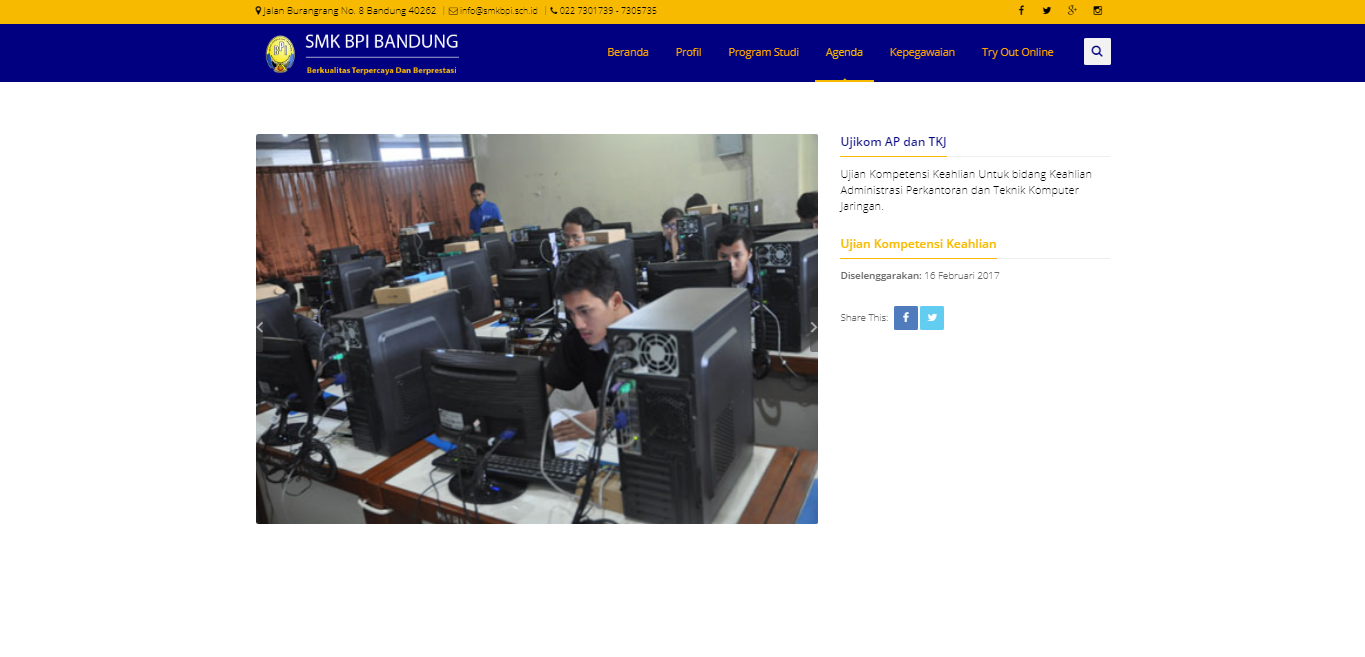 Jalan Burangrang No. 8 Bandung 40262 | info@smkbpi.sch.id | 022 7301739 - 7305735
SMK BPI BANDUNG
Berkualitas Terpercaya Dan Berprestasi
Beranda Profil Program Studi Agenda Kepegawaian Try Out Online
Ujikom AP dan TKJ
Ujian Kompetensi Keahlian Untuk bidang Keahlian
Administrasi Perkantoran dan Teknik Komputer
Jaringan.
Ujian Kompetensi Keahlian
Diselenggarakan: 16 Februari 2017
Share This: